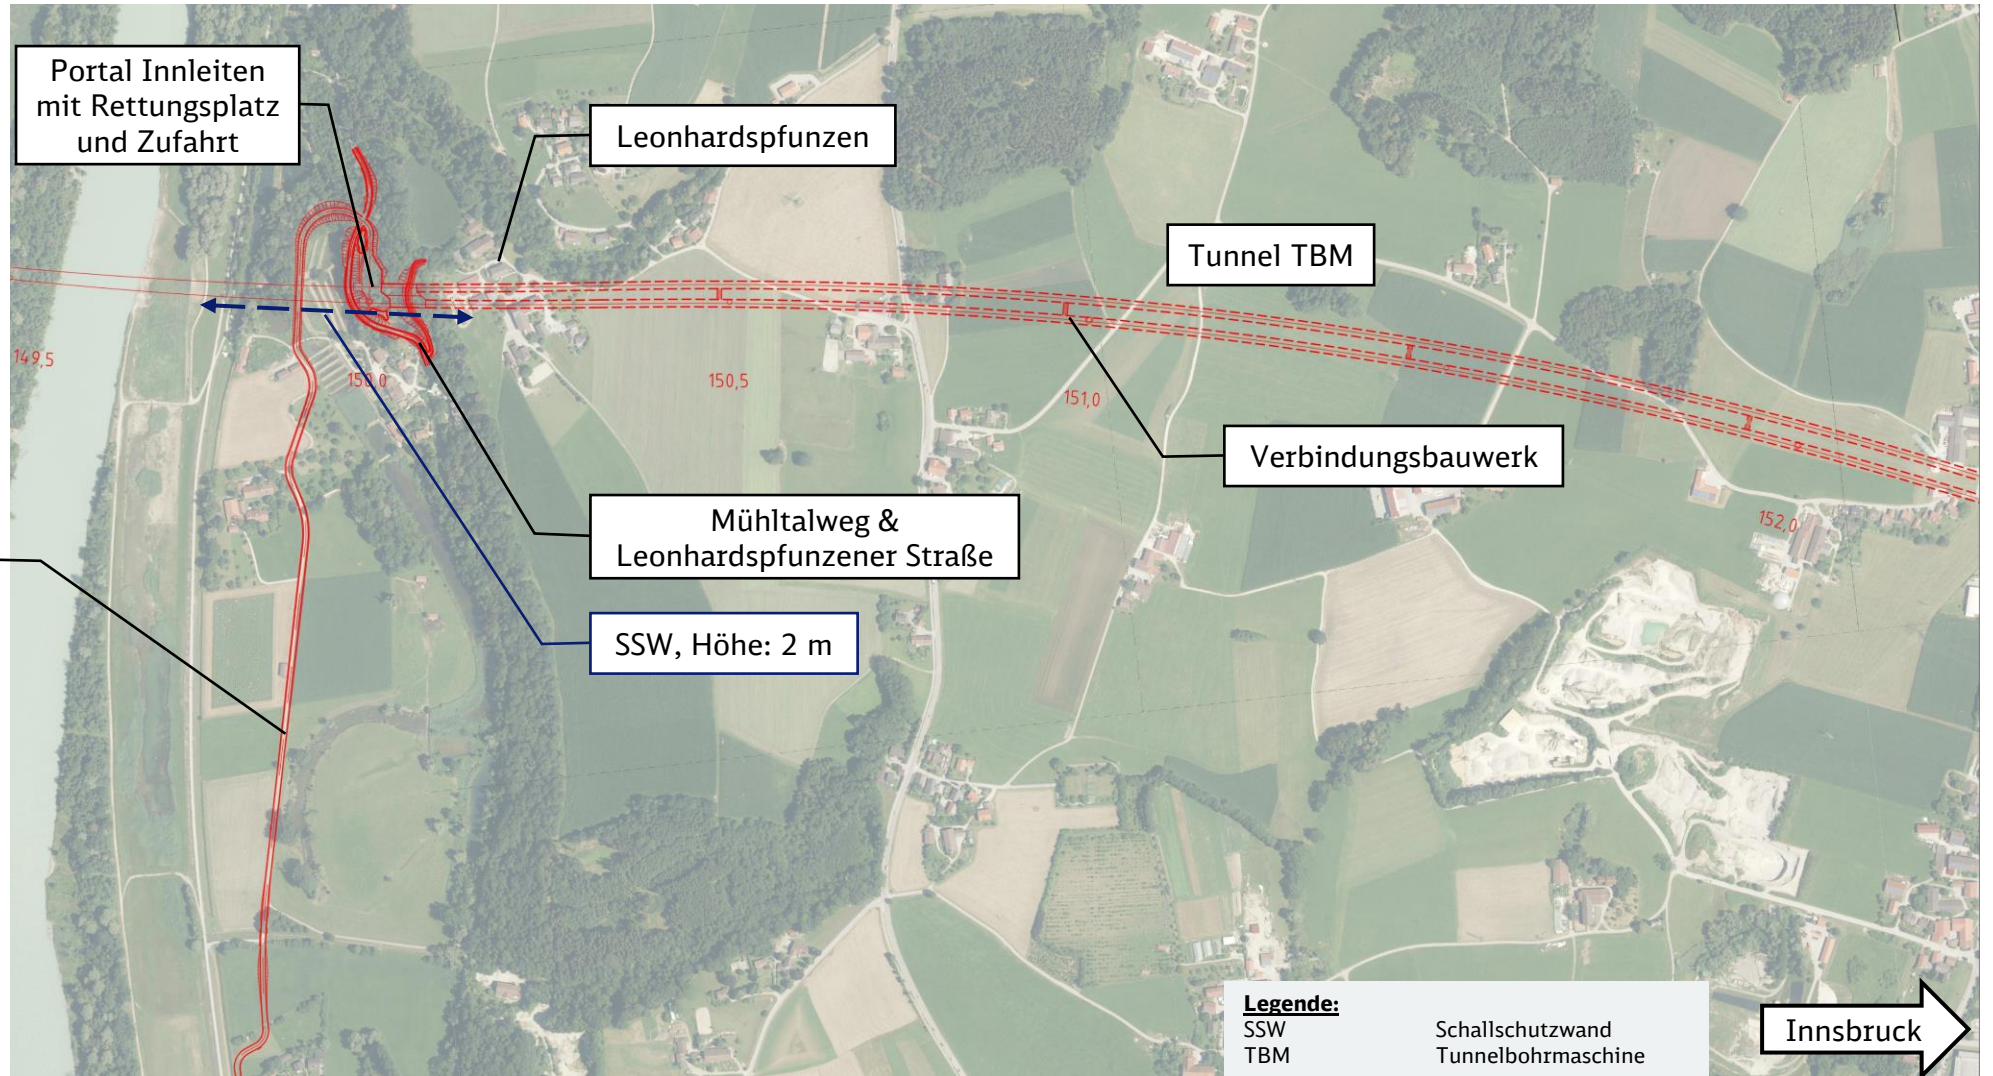 Portal Innleiten
mit Rettungsplatz
und Zufahrt
Leonhardspfunzen
Tunnel TBM
149,5
150,0
150,5
151,0
Verbindungsbauwerk
Mühltalweg &
Leonhardspfunzener Straße
152,0
SSW, Höhe: 2 m
Legende:
SSW Schallschutzwand
TBM Tunnelbohrmaschine
Innsbruck